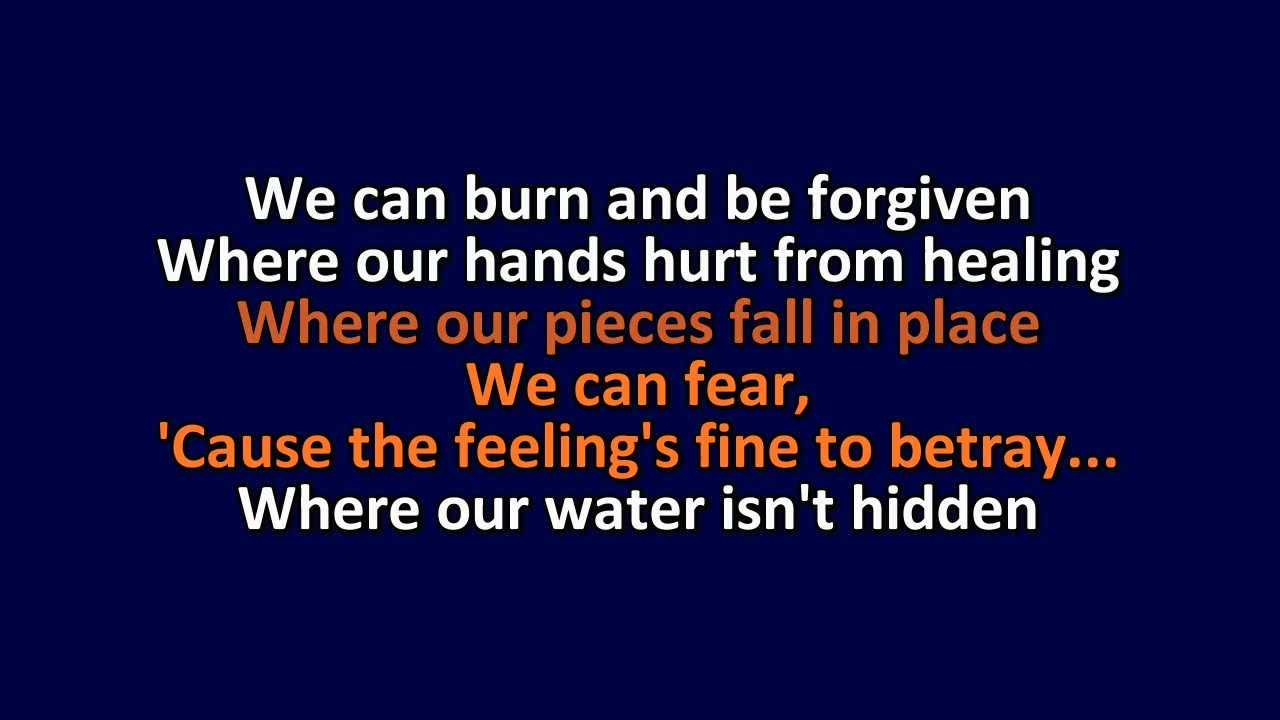 We can burn and be forgiven
Where our hands hurt from healing
Where our pieces fall in place
We can fear,
'Cause the feeling's fine to betray...
Where our water isn't hidden